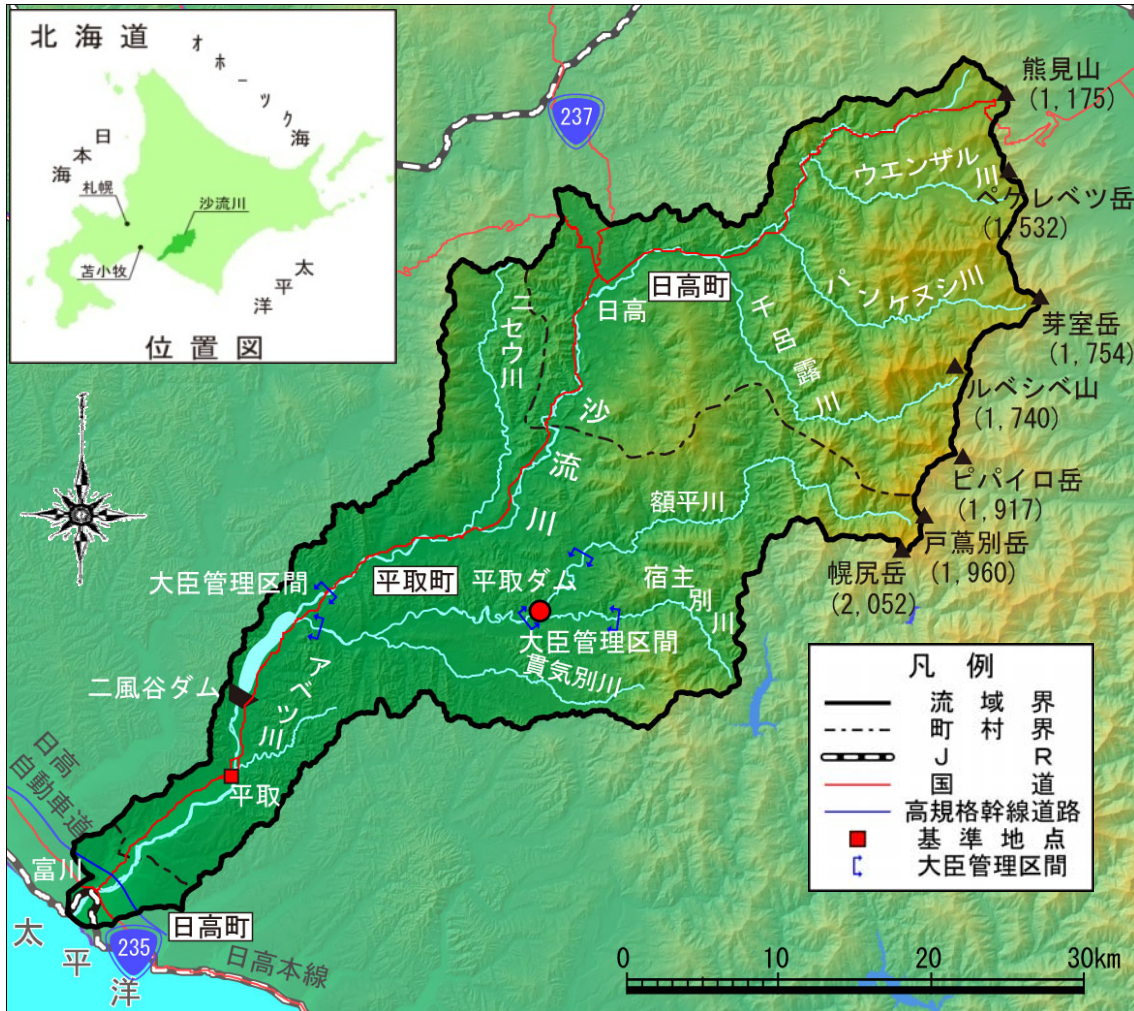 北海道
オホーツク海
日本海
札幌
沙流川
苫小牧
太平洋
位置図
237
熊見山
(1,175)
ウエンザル川
ペケレベツ岳
(1,532)
日高町
日高
パンケヌシ川
千呂露川
ニセウ川
芽室岳
(1,754)
ルベシベ山
(1,740)
沙流川
ピパイロ岳
(1,917)
額平川
戸蔦別岳
(1,960)
幌尻岳
(2,052)
大臣管理区間
平取町
平取ダム
宿主別川
大臣管理区間
貫気別川
アベツ川
二風谷ダム
平取
日高自動車道
富川
日高町
235
日高本線
太平洋
凡例
流域界
町村界
JR
国道
高規格幹線道路
基準地点
大臣管理区間
0 10 20 30km